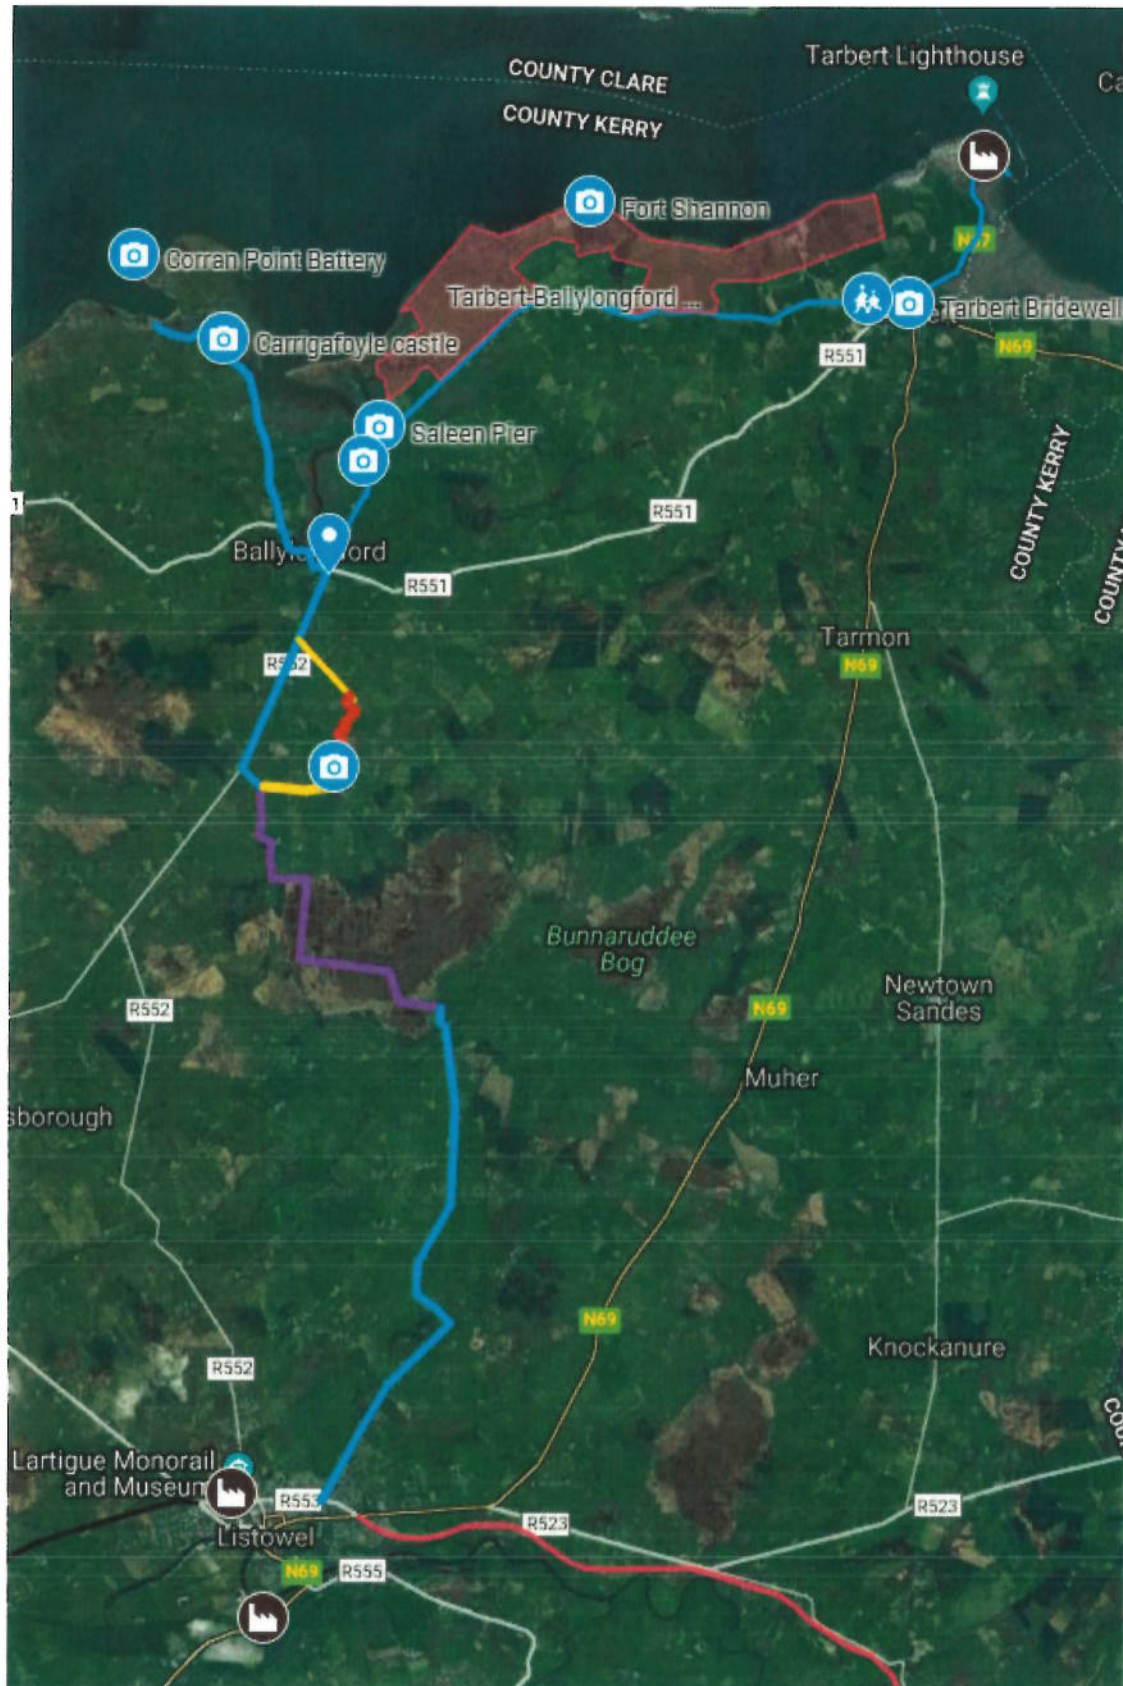 Tarbert Lighthouse
COUNTY CLARE
Ca
COUNTY KERRY
Fort Shannon
Corran Point Battery
Tarbert-Ballylongford ...
Tarbert Bridewell
N69
Carrigafoyle castle
R551
Saleen Pier
COUNTY KERRY
R551
R551
Tarmon
N69
Bunnaruddee
Bog
Newtown
Sandes
R552
N69
Muher
sborough
N69
Knockanure
R552
Lartigue Monorail
and Museum
R553
R523
R523
Listowel
N69
R555